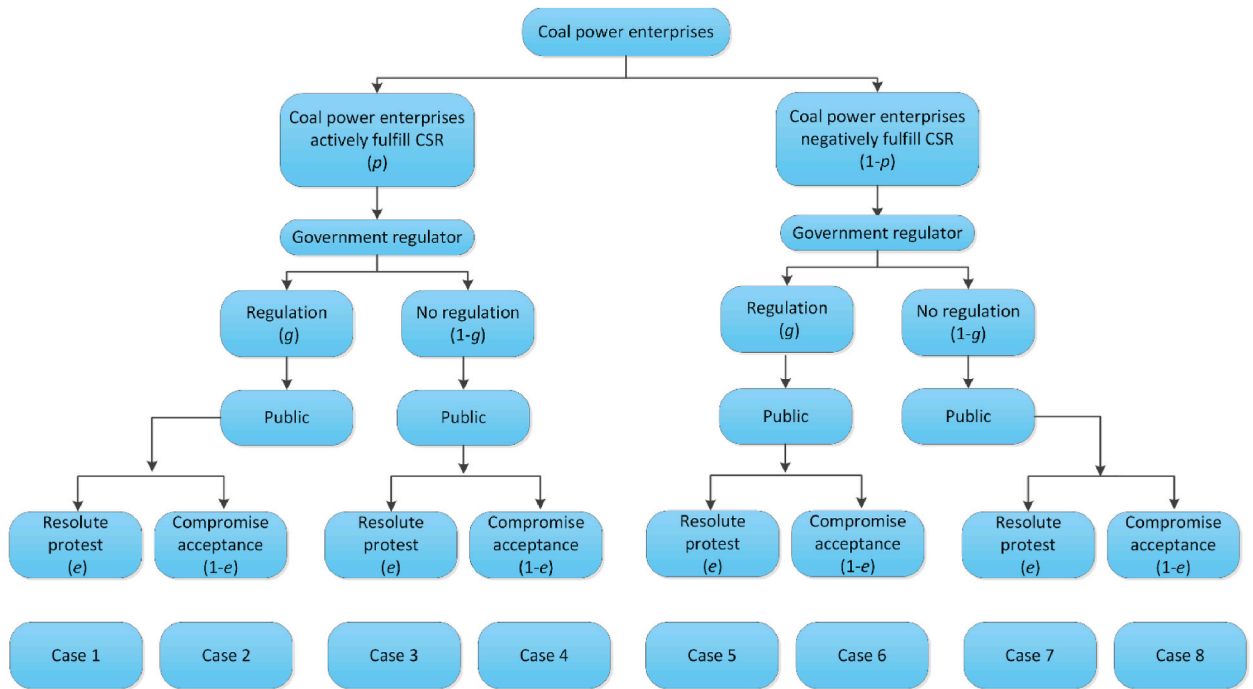 Coal power enterprises
Coal power enterprises
actively fulfill CSR
(p)
Coal power enterprises
negatively fulfill CSR
(1-p)
Government regulator
Government regulator
Regulation
(g)
No regulation
(1-g)
Regulation
(g)
No regulation
(1-g)
Public
Public
Public
Public
Resolute
protest
(e)
Compromise
acceptance
(1-e)
Resolute
protest
(e)
Compromise
acceptance
(1-e)
Resolute
protest
(e)
Compromise
acceptance
(1-e)
Resolute
protest
(e)
Compromise
acceptance
(1-e)
Case 1
Case 2
Case 3
Case 4
Case 5
Case 6
Case 7
Case 8